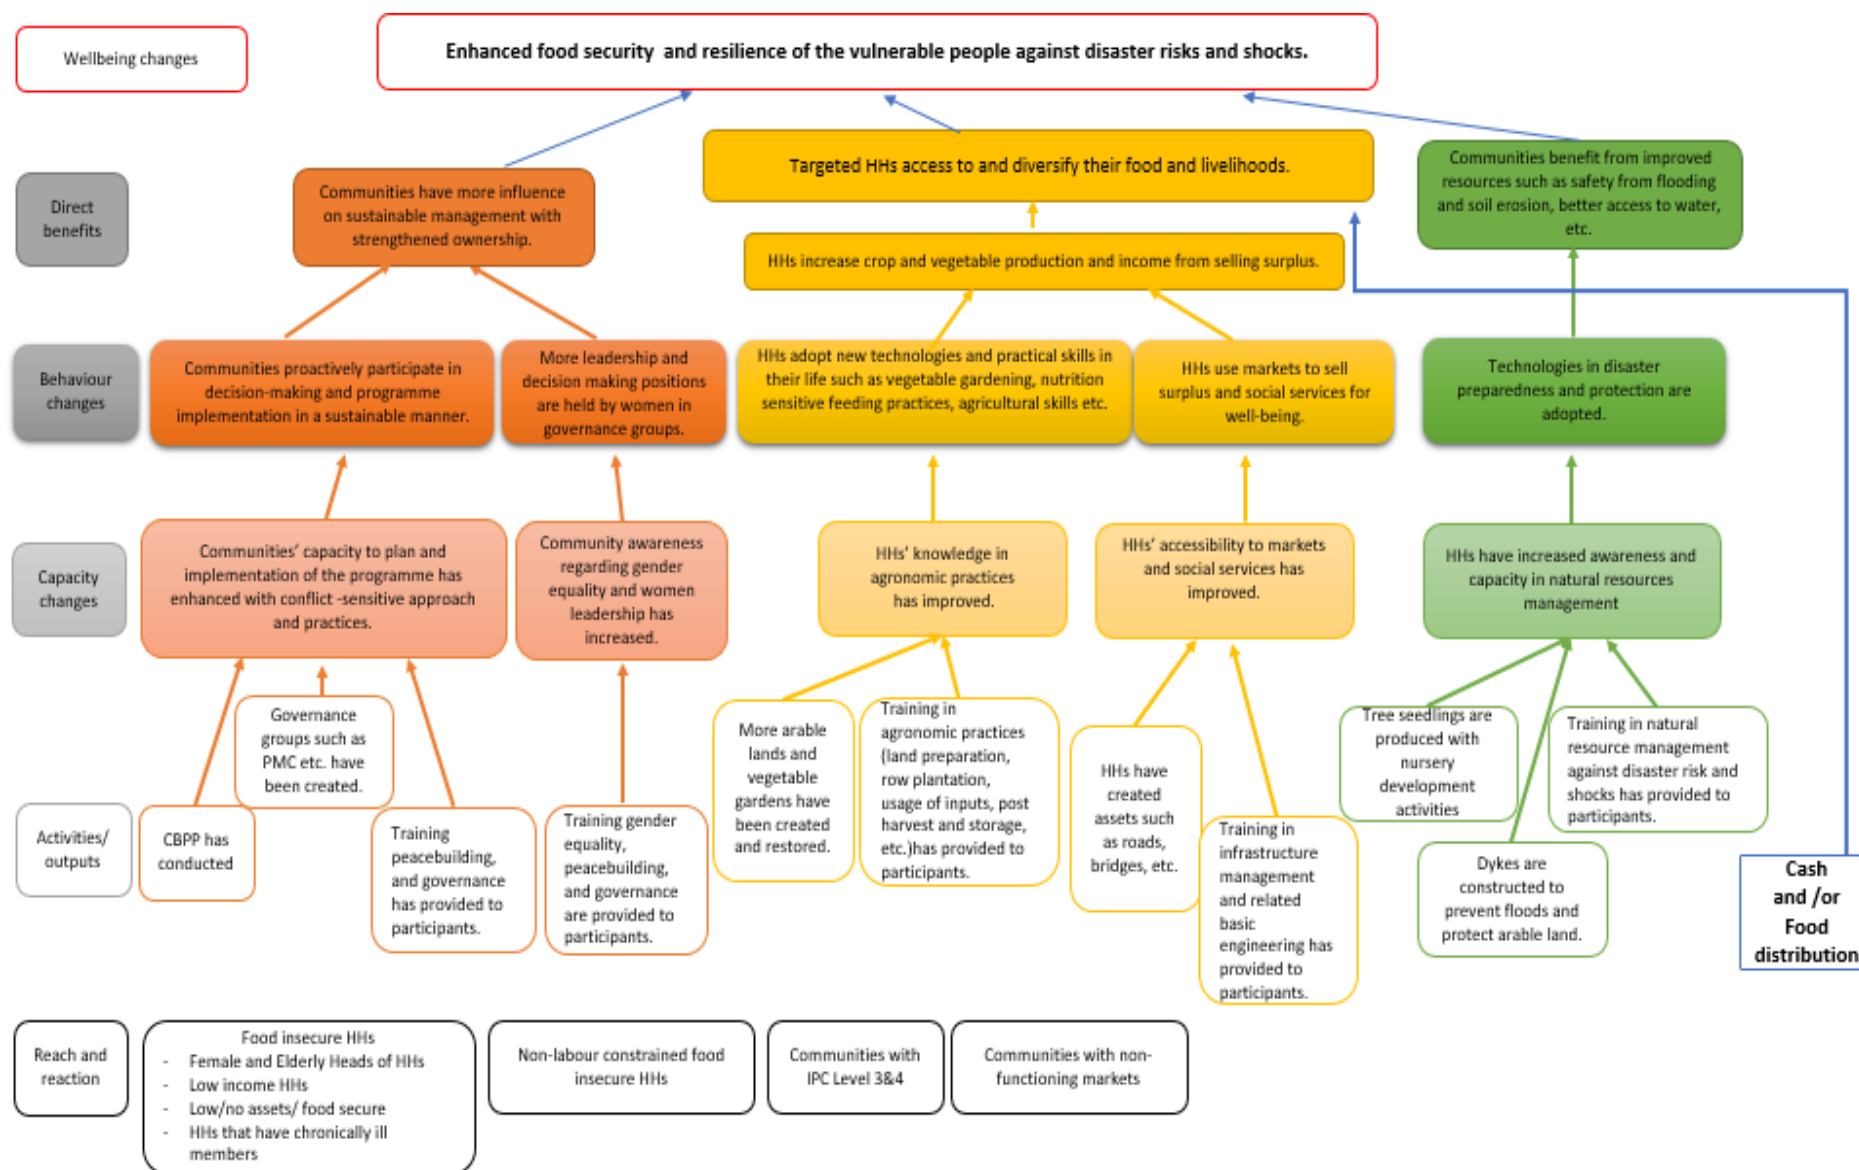 Wellbeing changes
Enhanced food security and resilience of the vulnerable people against disaster risks and shocks.
Direct
benefits
Communities have more influence
on sustainable management with
strengthened ownership.
Targeted HHs access to and diversify their food and livelihoods.
HHs increase crop and vegetable production and income from selling surplus.
Communities benefit from improved
resources such as safety from flooding
and soil erosion, better access to water,
etc.
Behaviour
changes
Communities proactively participate in
decision-making and programme
implementation in a sustainable manner.
More leadership and
decision making positions
are held by women in
governance groups.
HHs adopt new technologies and practical skills in
their life such as vegetable gardening, nutrition
sensitive feeding practices, agricultural skills etc.
HHs use markets to sell
surplus and social services for
well-being.
Technologies in disaster
preparedness and protection are
adopted.
Capacity
changes
Communities' capacity to plan and
implementation of the programme has
enhanced with conflict -sensitive approach
and practices.
Community awareness
regarding gender
equality and women
leadership has
increased.
HHs' knowledge in
agronomic practices
has improved.
HHs' accessibility to markets
and social services has
improved.
HHs have increased awareness and
capacity in natural resources
management
Activities/
outputs
CBPP has
conducted
Governance
groups such as
PMC etc. have
been created.
Training
peacebuilding,
and governance
has provided to
participants.
Training gender
equality,
peacebuilding,
and governance
are provided to
participants.
More arable
lands and
vegetable
gardens have
been created
and restored.
Training in
agronomic practices
(land preparation,
row plantation,
usage of inputs, post
harvest and storage,
etc.)has provided to
participants.
HHs have
created
assets such
as roads,
bridges, etc.
Training in
infrastructure
management
and related
basic
engineering has
provided to
participants.
Tree seedlings are
produced with
nursery
development
activities
Dykes are
constructed to
prevent floods and
protect arable land.
Training in natural
resource management
against disaster risk and
shocks has provided to
participants.
Cash
and /or
Food
distribution
Reach and
reaction
Food insecure HHs
- Female and Elderly Heads of HHs
- Low income HHs
- Low/no assets/ food secure
- HHs that have chronically ill
members
Non-labour constrained food
insecure HHs
Communities with
IPC Level 3&4
Communities with non-
functioning markets